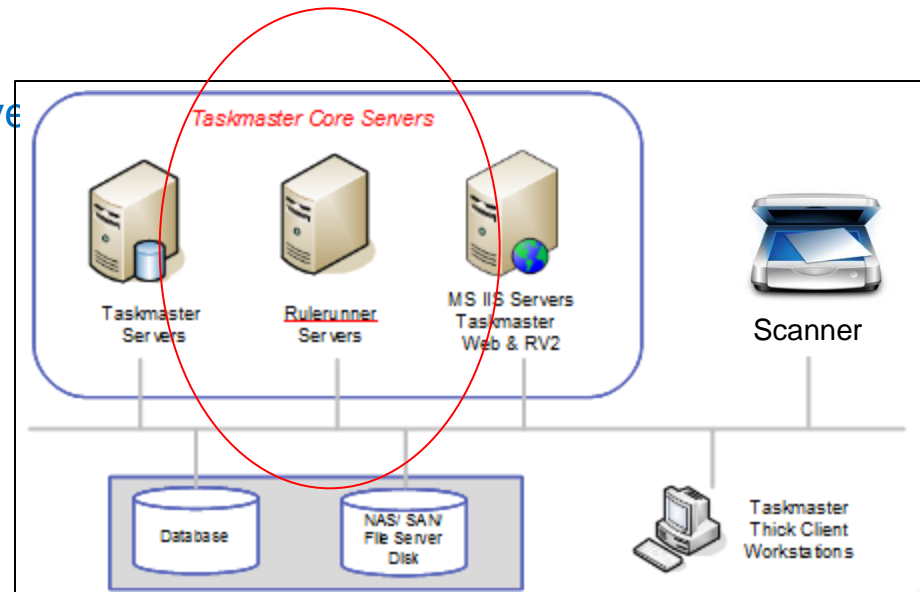 Taskmaster Core Servers
Taskmaster
Servers
Rulerunner
Servers
MS IIS Servers
Taskmaster
Web & RV2
Scanner
Database
NAS/ SAN/
File Server
Disk
Taskmaster
Thick Client
Workstations